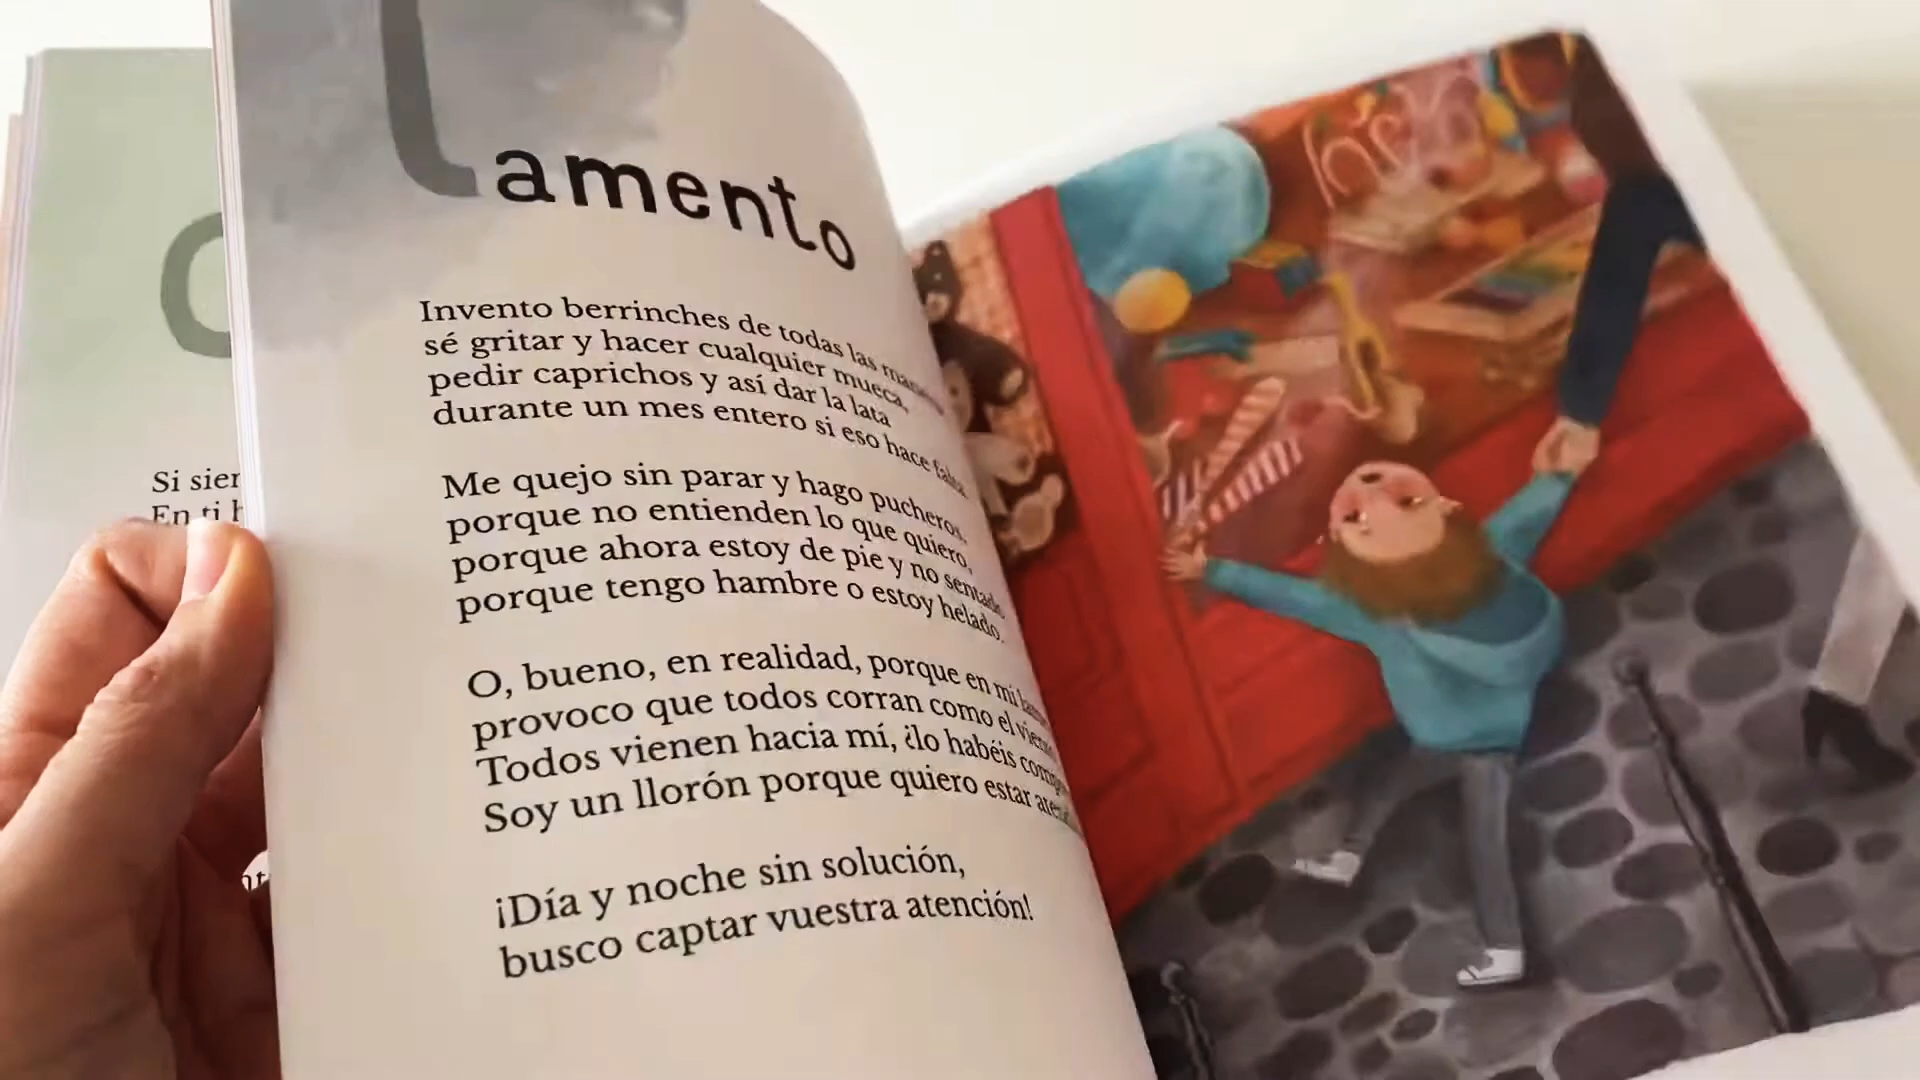 Lamento
Invento berrinches de todas las
sé gritar y hacer cualquier mueca,
pedir caprichos y así dar la lata
durante un mes entero si eso hace falta.
Me quejo sin parar y hago pucheros,
porque no entienden lo que quiero,
porque ahora estoy de pie y no sentado,
porque tengo hambre o estoy helado.
O, bueno, en realidad, porque en mi
provoco que todos corran como el viento
Todos vienen hacia mí, ¿lo habéis
Soy un llorón porque quiero estar
¡Día y noche sin solución,
busco captar vuestra atención!
Si
En ti